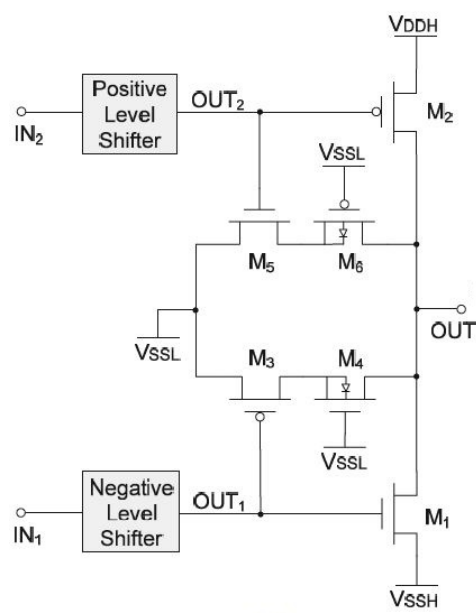 VDDH
Positive
Level
Shifter
OUT2
IN2
M2
VSSL
M5
M6
OUT
VSSL
M3
M4
VSSL
Negative
Level
Shifter
OUT1
IN1
M1
VSSH